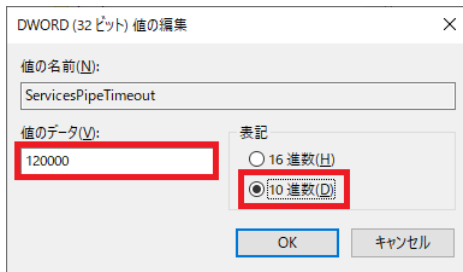 DWORD (32 ビット) 値の編集
値の名前(N):
ServicesPipeTimeout
値のデータ(V):
120000
表記
16 進数(H)
10 進数(D)
OK
キャンセル